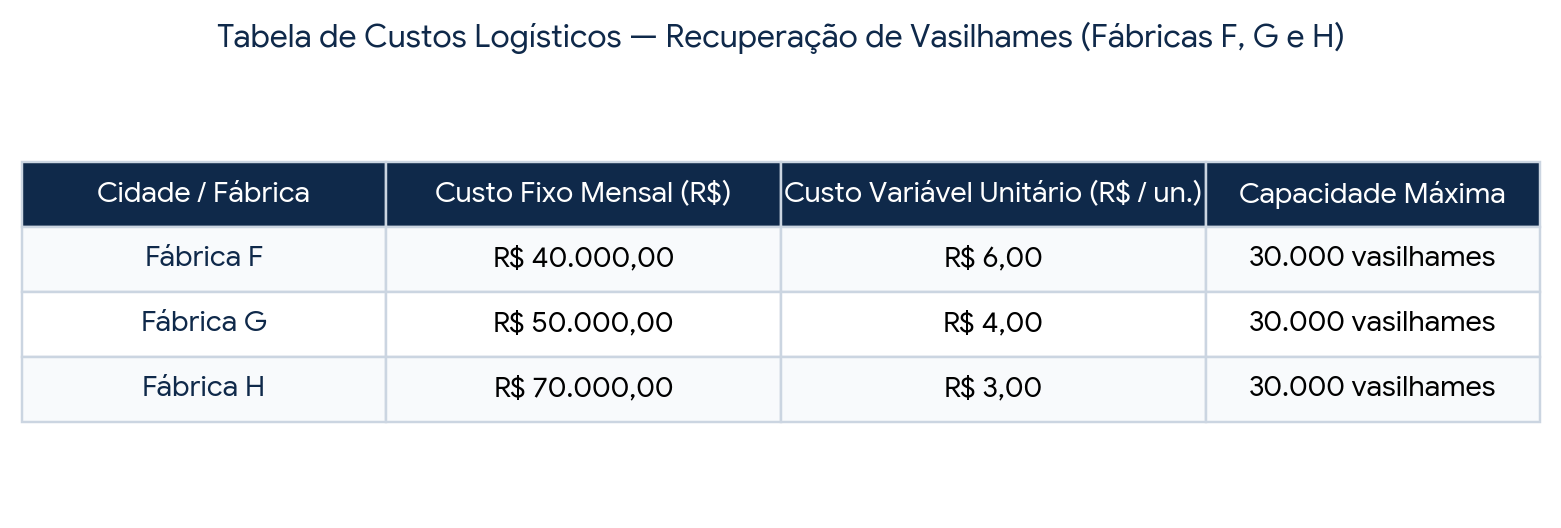 Tabela de Custos Logísticos — Recuperação de Vasilhames (Fábricas F, G e H)
Cidade / Fábrica Custo Fixo Mensal (R$) Custo Variável Unitário (R$ / un.) Capacidade Máxima
Fábrica F R$ 40.000,00 R$ 6,00 30.000 vasilhames
Fábrica G R$ 50.000,00 R$ 4,00 30.000 vasilhames
Fábrica H R$ 70.000,00 R$ 3,00 30.000 vasilhames